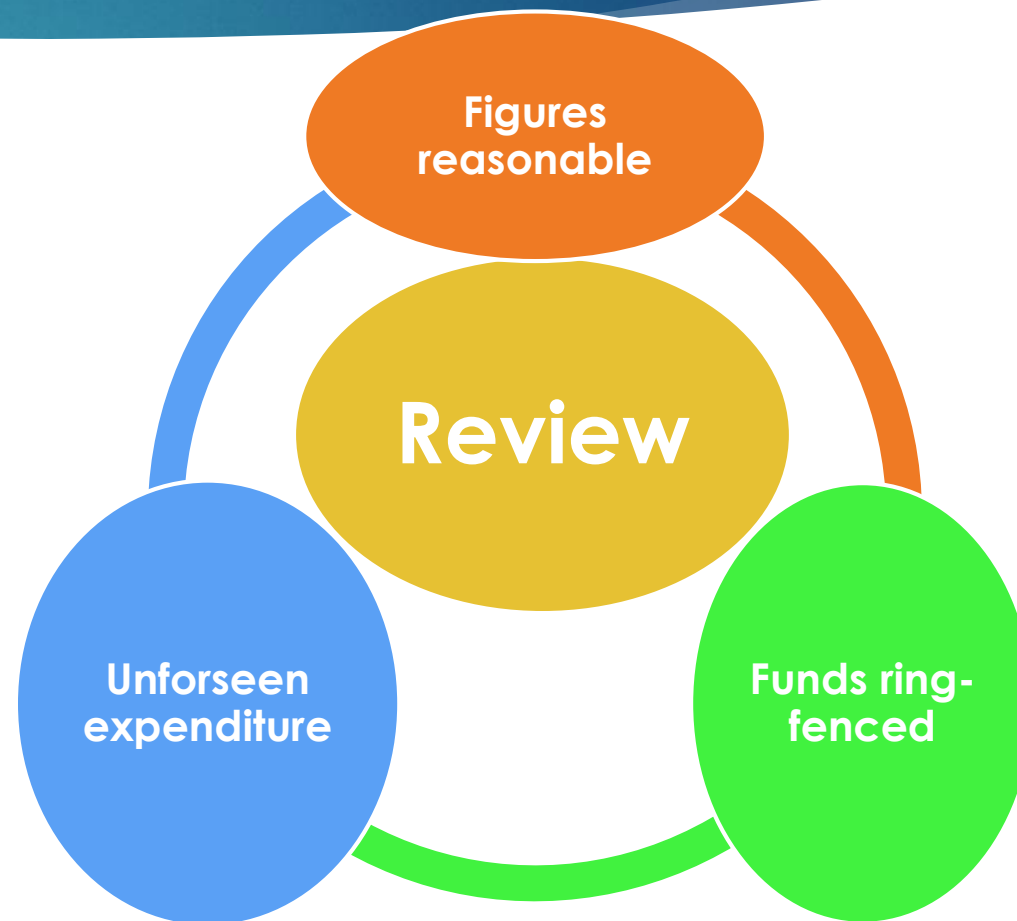 Figures
reasonable
Review
Unforseen
expenditure
Funds ring-
fenced